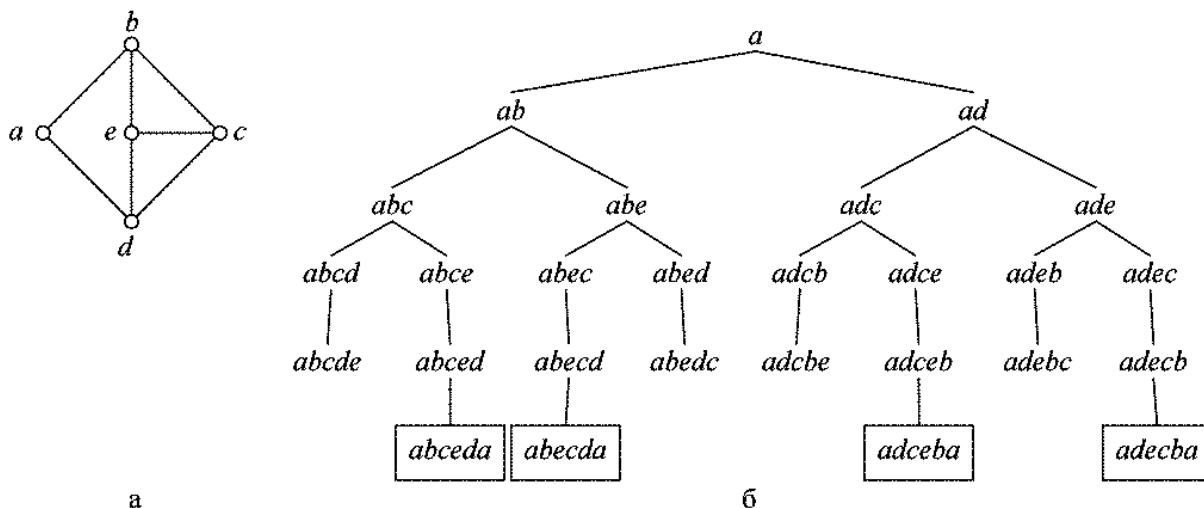 b
a
e
c
d
a
ab
ad
abc
abe
adc
ade
abcd
abce
abec
abed
adcb
adce
adeb
adec
abcde
abced
abecd
abedc
adcbe
adceb
adebc
adecb
abceda
abecda
adceba
adecba
а
б